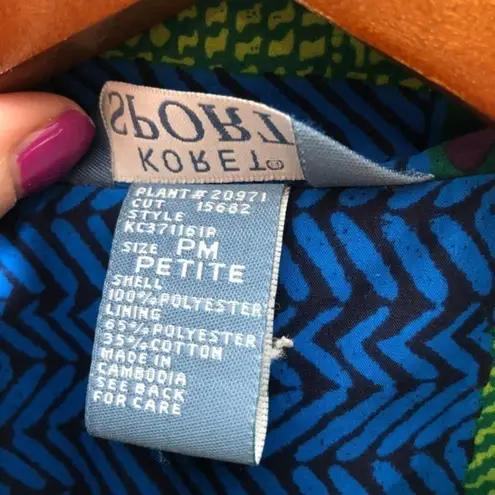 SPORT
KORET®
PLANT# 20971
CUT 15682
STYLE
KC371161P
SIZE PM
PETITE
SHELL
100% POLYESTER
LINING
65% POLYESTER
35% COTTON
MADE IN
CAMBODIA
SEE BACK
FOR CARE